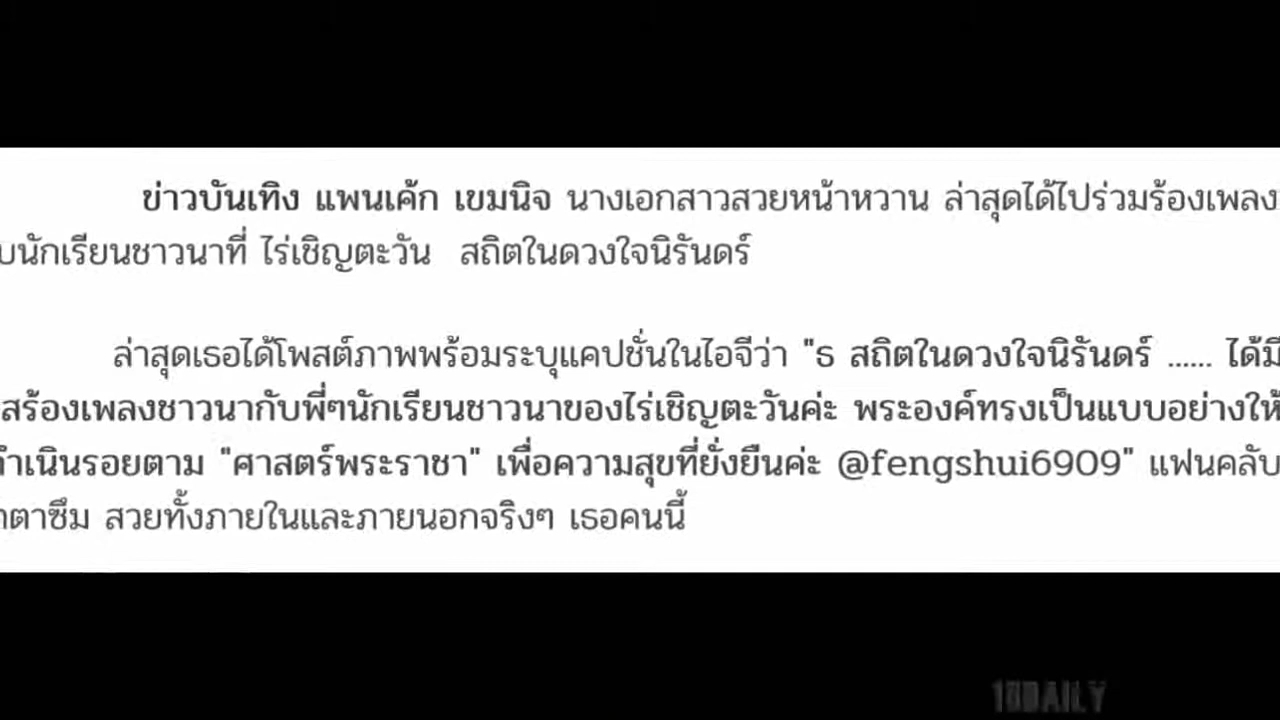 ข่าวบันเทิง แพนเค้ก เขมนิจ นางเอกสาวสวยหน้าหวาน ล่าสุดได้ไปร่วมร้องเพลง
บนักเรียนชาวนาที่ ไร่เชิญตะวัน สถิตในดวงใจนิรันดร์
ล่าสุดเธอได้โพสต์ภาพพร้อมระบุแคปชั่นในไอจีว่า "ธ สถิตในดวงใจนิรันดร์ ...... ได้มี
สร้องเพลงชาวนากับพี่ๆนักเรียนชาวนาของไร่เชิญตะวันค่ะ พระองค์ทรงเป็นแบบอย่างให้
ำเนินรอยตาม "ศาสตร์พระราชา" เพื่อความสุขที่ยั่งยืนค่ะ @fengshui6909" แฟนคลับ
ตาซึม สวยทั้งภายในและภายนอกจริงๆ เธอคนนี้
10DAILY